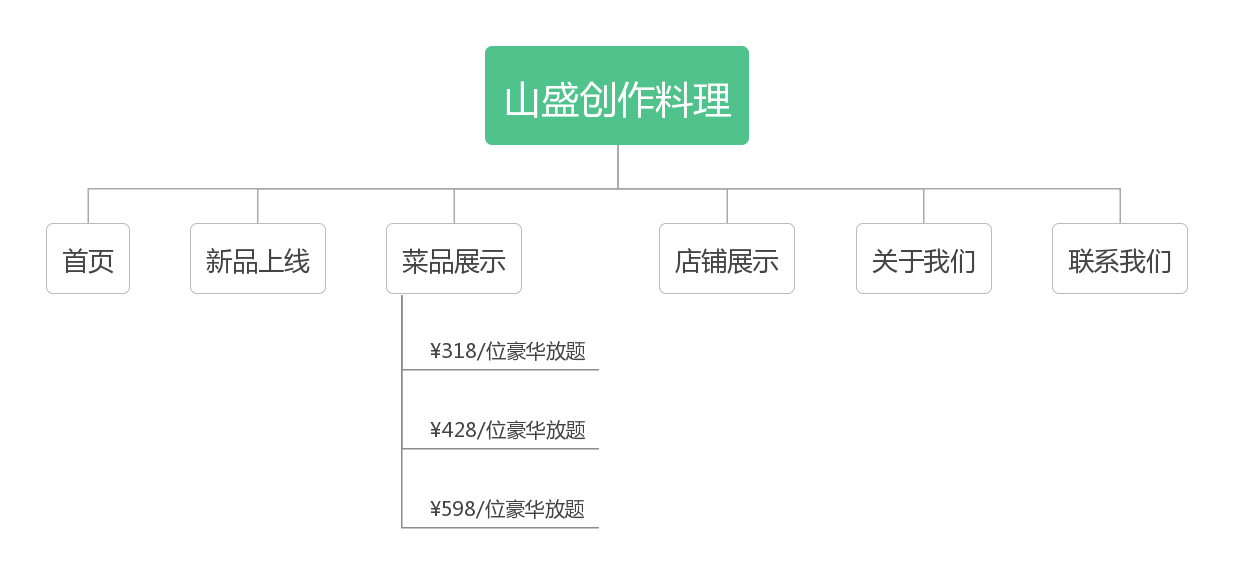 山盛创作料理
首页
新品上线
菜品展示
店铺展示
关于我们
联系我们
¥318/位豪华放题
¥428/位豪华放题
¥598/位豪华放题